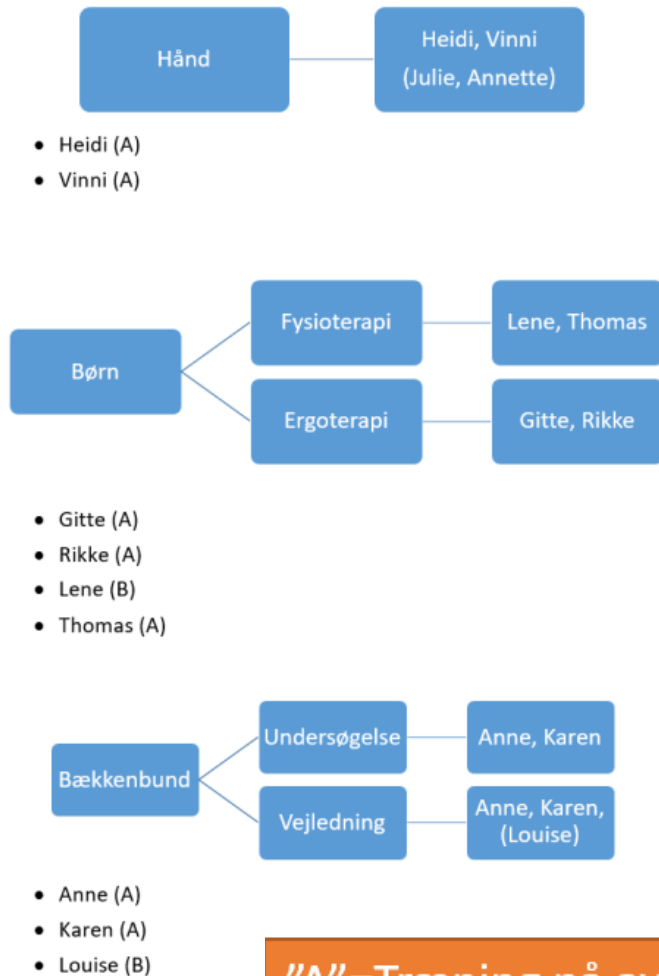 Hånd
Heidi, Vinni
(Julie, Annette)
• Heidi (A)
• Vinni (A)
Børn
Fysioterapi
Lene, Thomas
Ergoterapi
Gitte, Rikke
• Gitte (A)
• Rikke (A)
• Lene (B)
• Thomas (A)
Bækkenbund
Undersøgelse
Anne, Karen
Vejledning
Anne, Karen,
(Louise)
• Anne (A)
• Karen (A)
• Louise (B)
"A"=Træning på